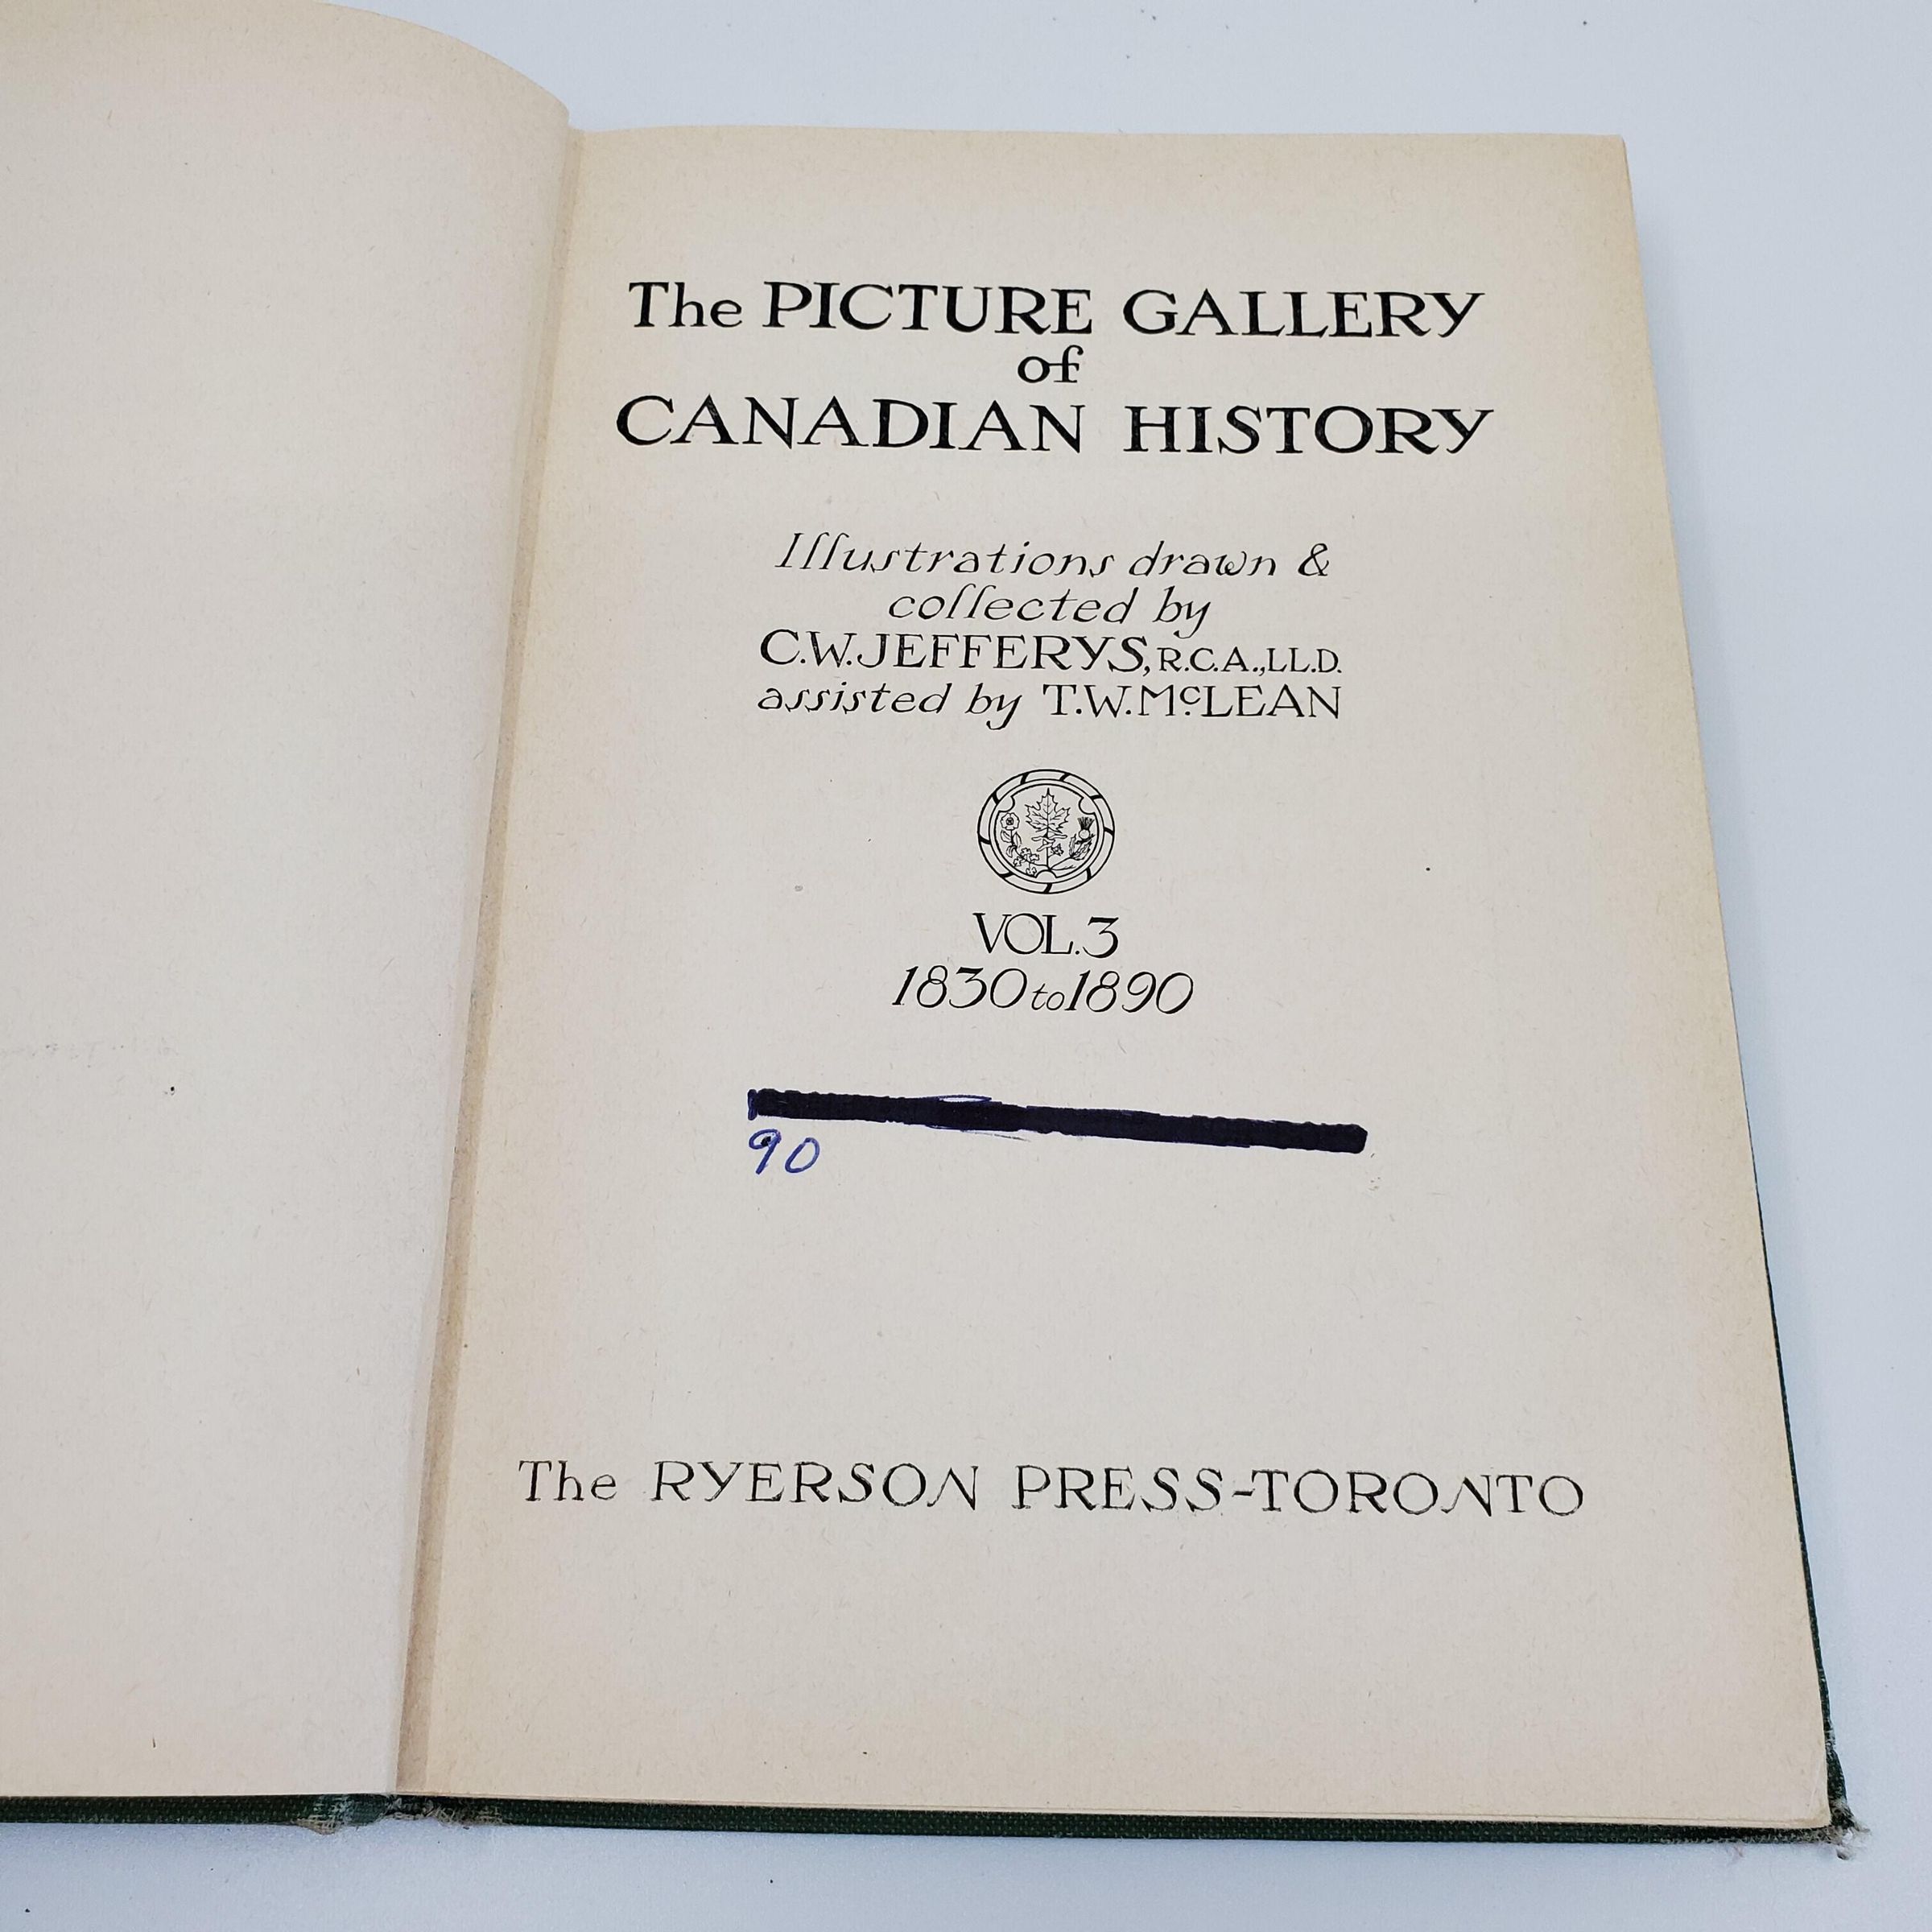 The PICTURE GALLERY
of
CANADIAN HISTORY
Illustrations drawn &
collected by
C.W. JEFFERYS, R.C.A., LL.D.
assisted by T.W. McLEAN
VOL. 3
1830 to 1890
90
The RYERSON PRESS-TORONTO